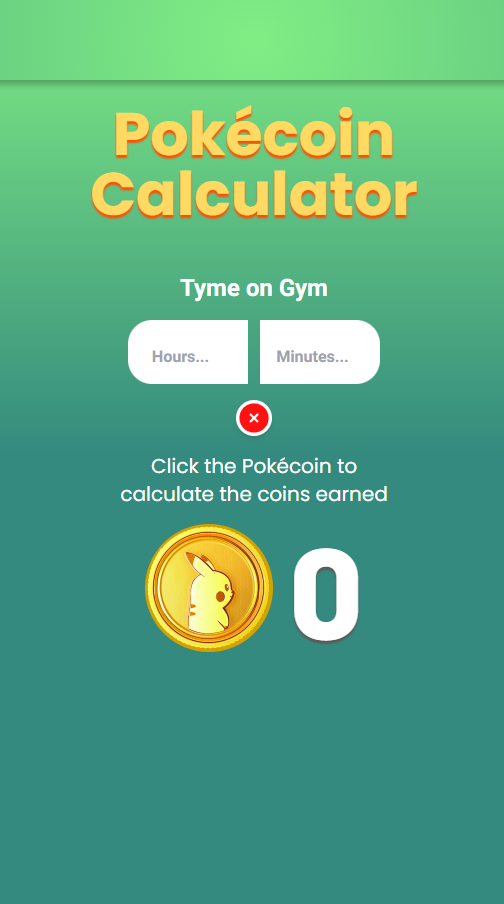 Pokécoin
Calculator
Tyme on Gym
Hours... Minutes...
Click the Pokécoin to
calculate the coins earned
0